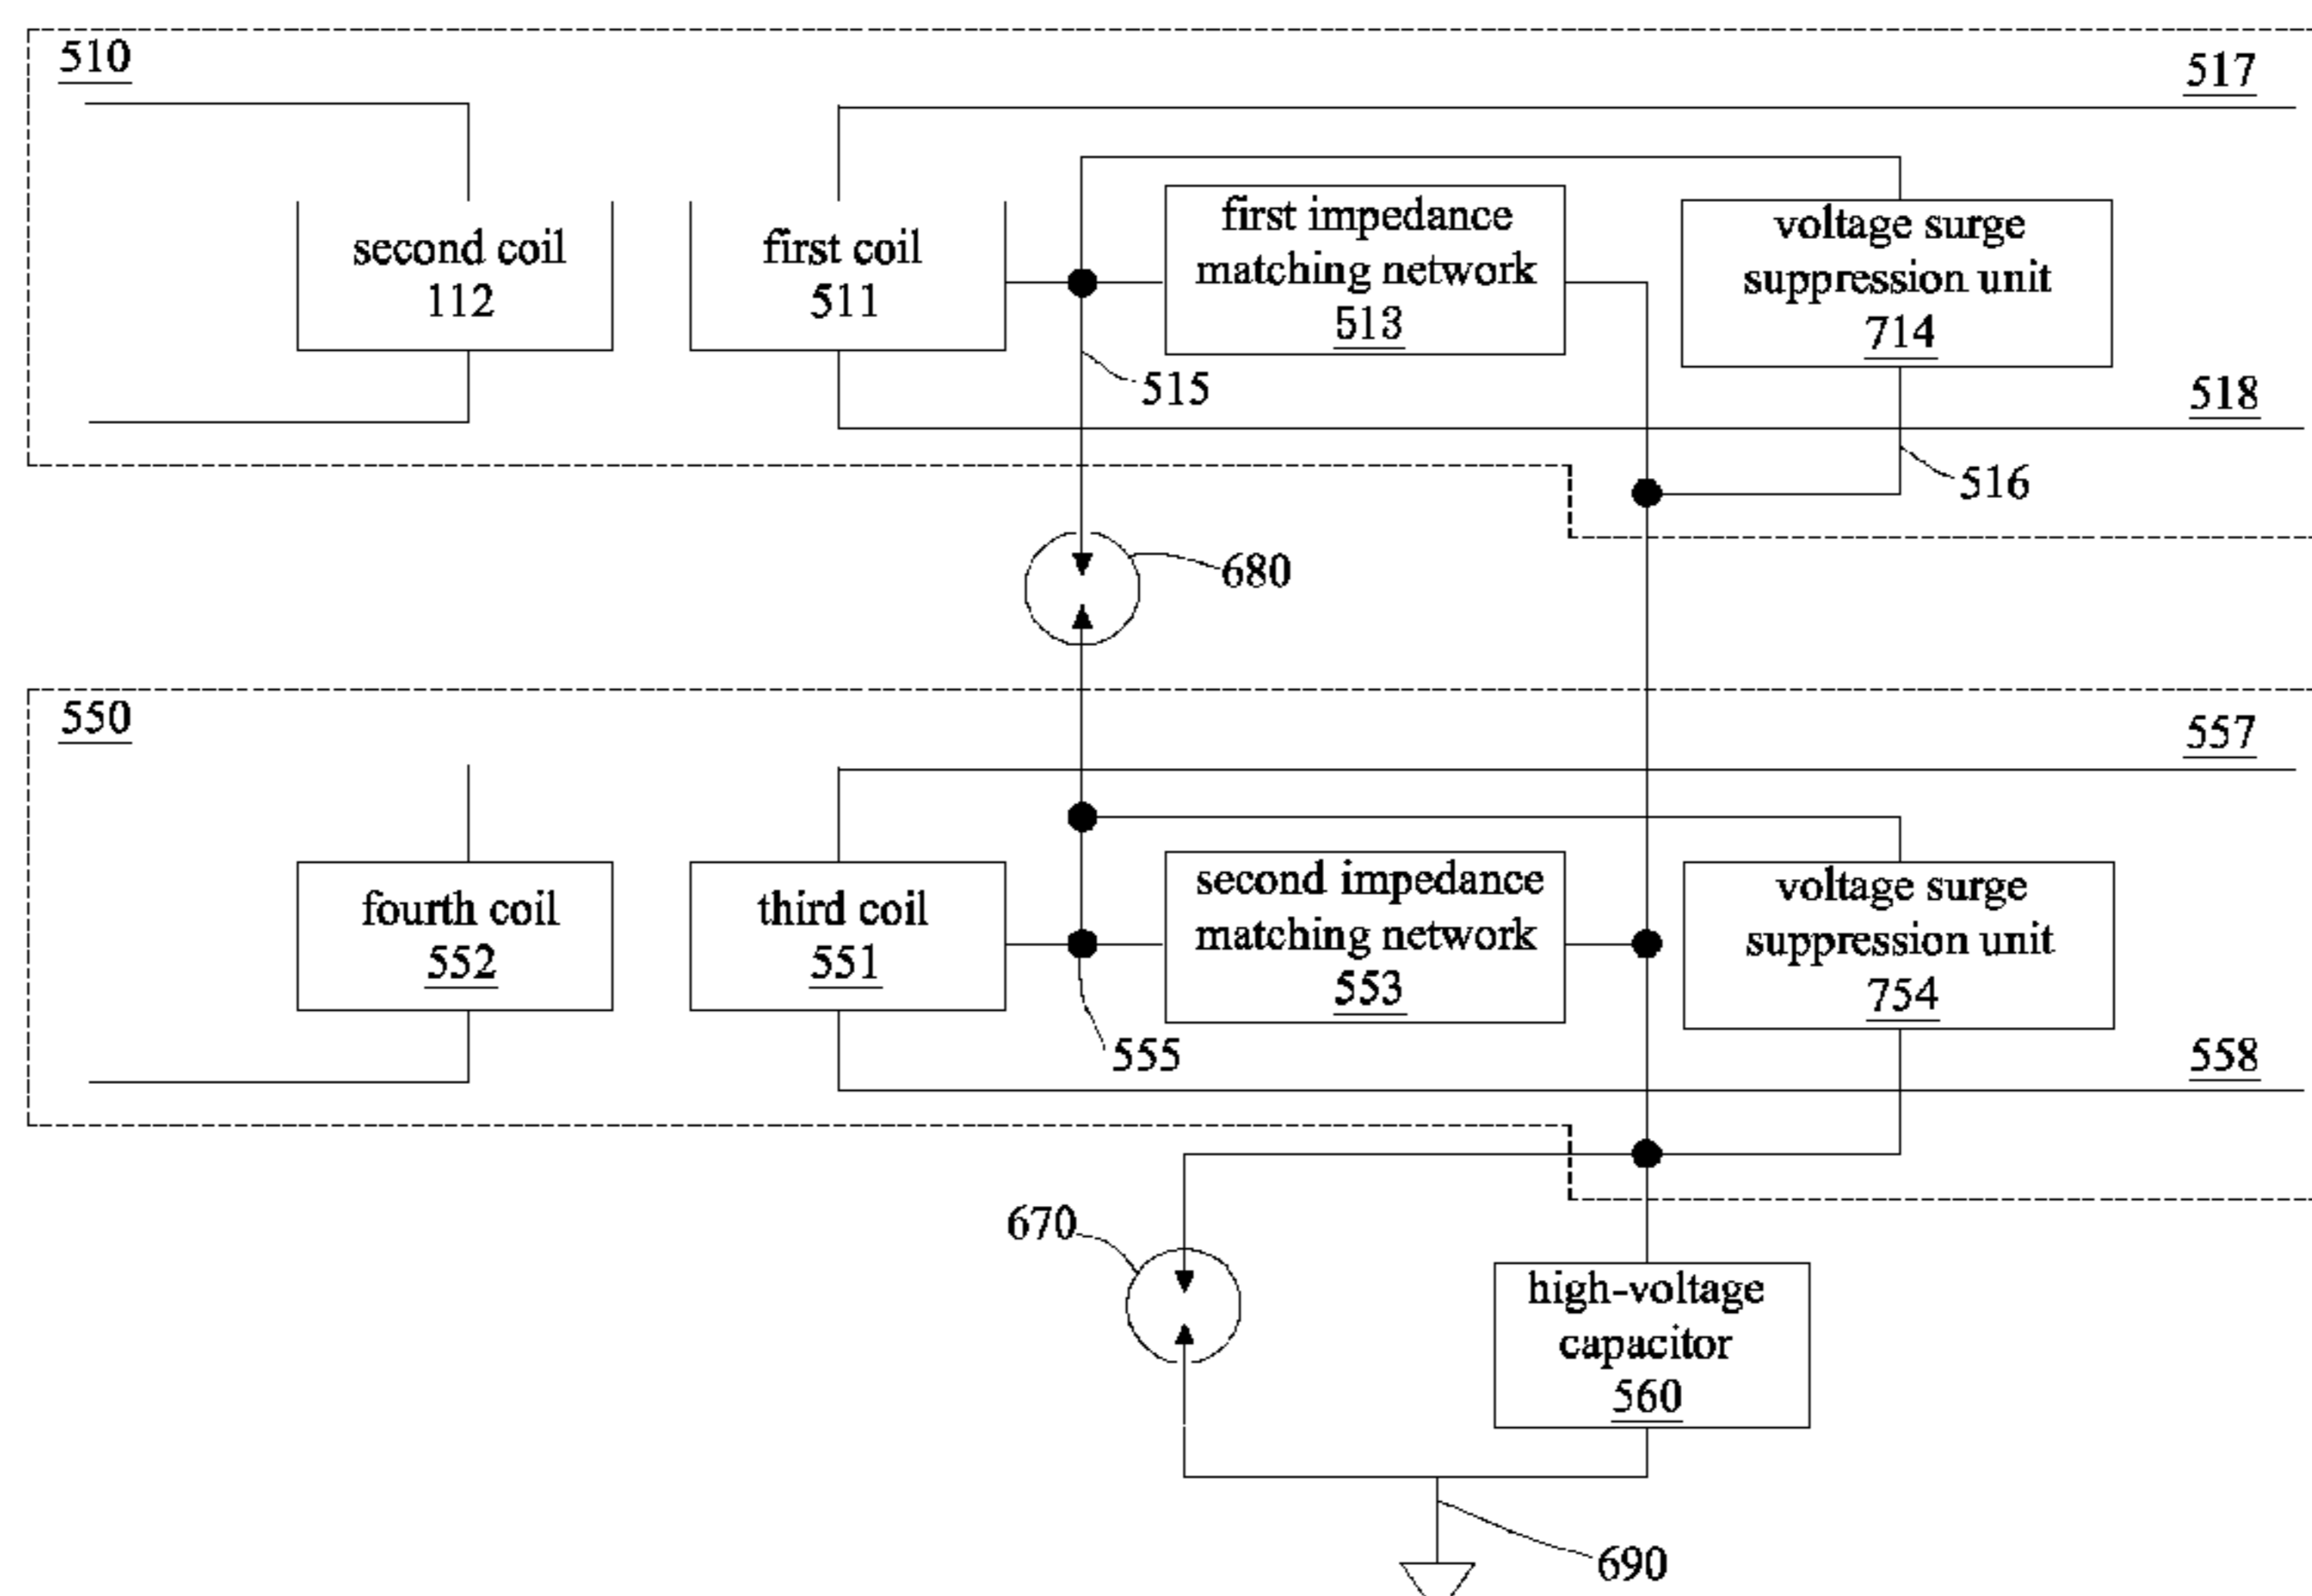 510
517
second coil
112
first coil
511
first impedance
matching network
513
voltage surge
suppression unit
714
515
518
516
680
550
557
fourth coil
552
third coil
551
second impedance
matching network
553
voltage surge
suppression unit
754
555
558
670
high-voltage
capacitor
560
690